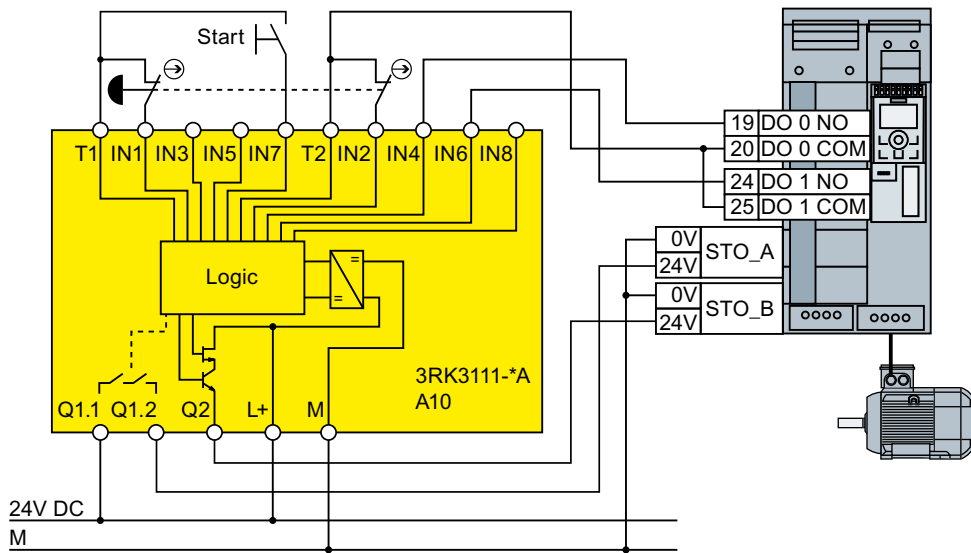 Start
T1 IN1 IN3 IN5 IN7 T2 IN2 IN4 IN6 IN8
19 DO 0 NO
20 DO 0 COM
24 DO 1 NO
25 DO 1 COM
0V
24V
STO_A
0V
24V
STO_B
Logic
=
=
3RK3111-*A
A10
Q1.1 Q1.2 Q2 L+ M
24V DC
M